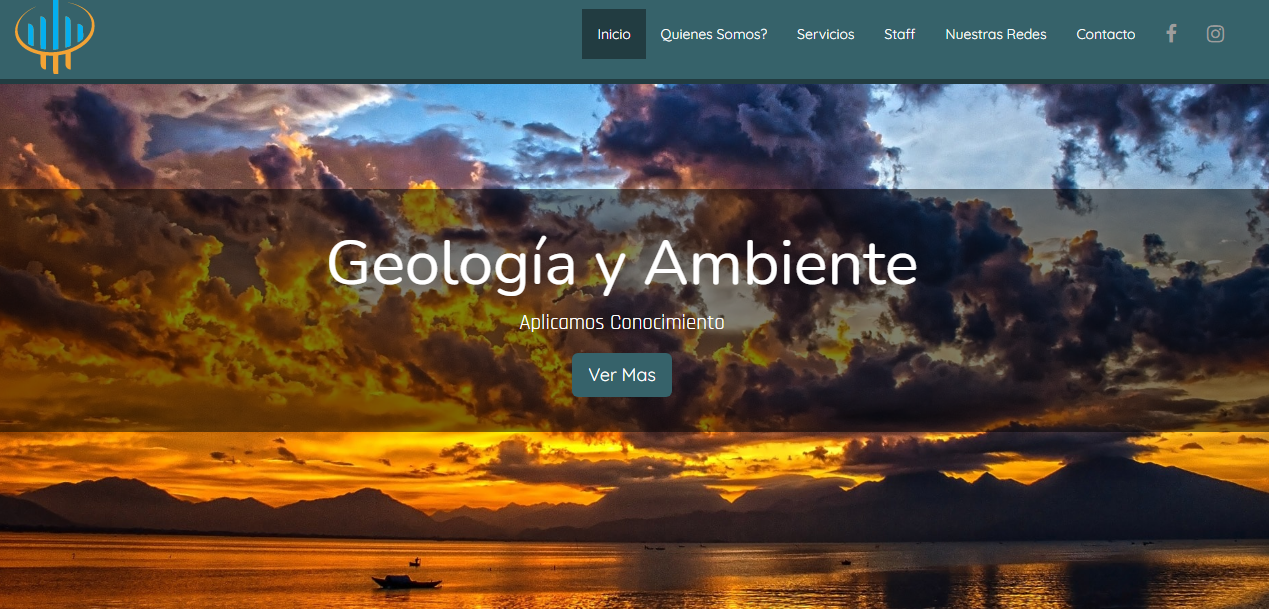 Inicio Quienes Somos? Servicios Staff Nuestras Redes Contacto
Geología y Ambiente
Aplicamos Conocimiento
Ver Mas